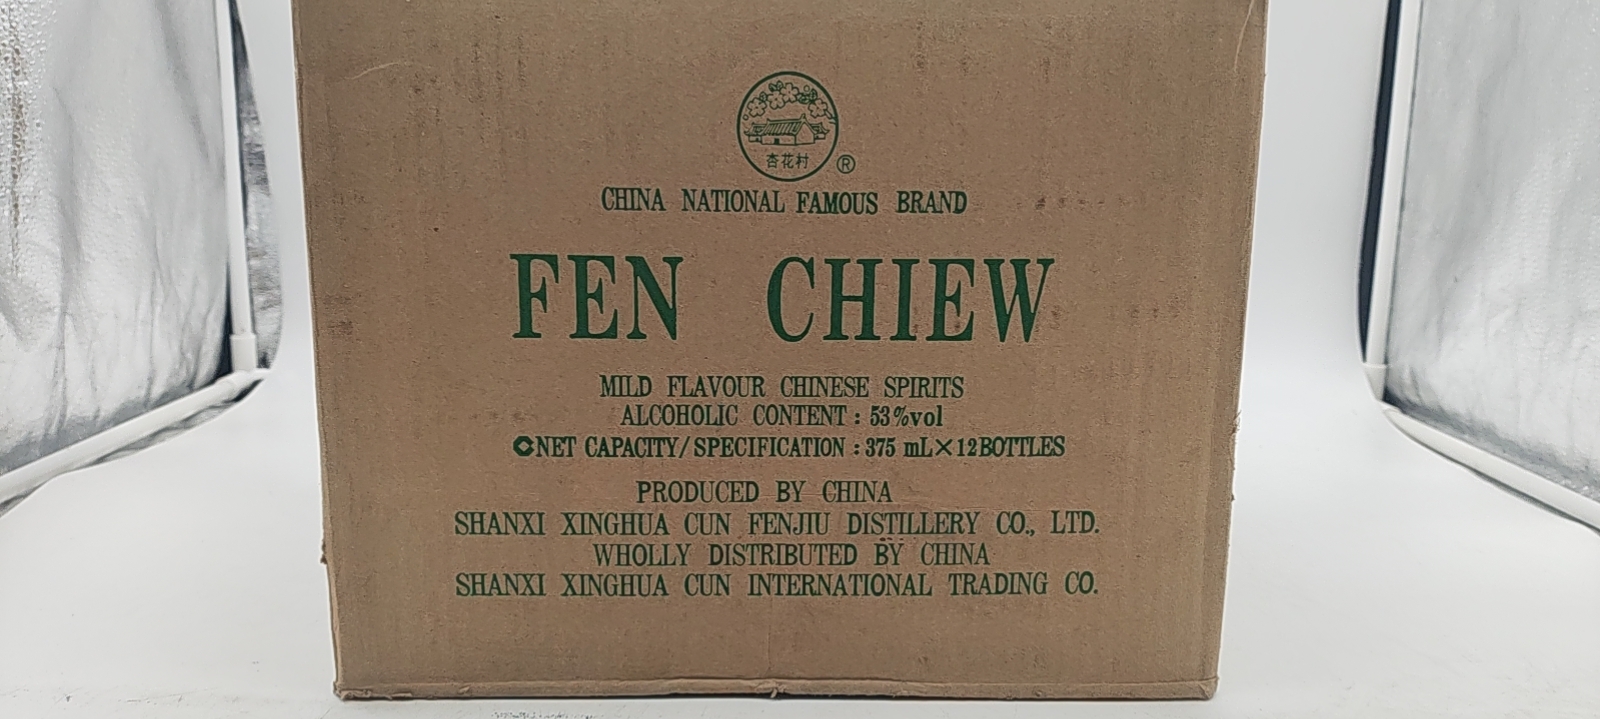 杏花村
®
CHINA NATIONAL FAMOUS BRAND
FEN CHIEW
MILD FLAVOUR CHINESE SPIRITS
ALCOHOLIC CONTENT : 53%vol
NET CAPACITY/SPECIFICATION : 375 mL×12BOTTLES
PRODUCED BY CHINA
SHANXI XINGHUA CUN FENJIU DISTILLERY CO., LTD.
WHOLLY DISTRIBUTED BY CHINA
SHANXI XINGHUA CUN INTERNATIONAL TRADING CO.